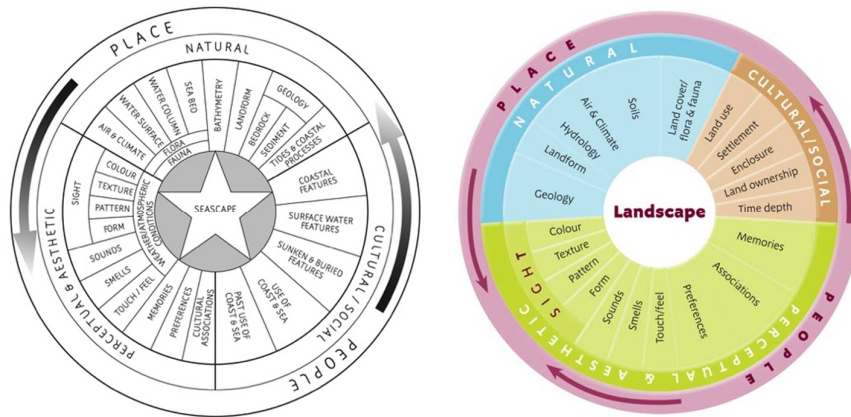 PLACE
NATURAL
AIR & CLIMATE
WATER SURFACE
WATER COLUMN
SEA BED
FLORA
FAUNA
BATHYMETRY
LANDFORM
GEOLOGY
BEDROCK
SEDIMENT
TIDES & COASTAL
PROCESSES
CULTURAL / SOCIAL
COASTAL
FEATURES
SURFACE WATER
FEATURES
SUNKEN & BURIED
FEATURES
USE OF
COAST & SEA
PAST USE OF
COAST & SEA
PEOPLE
PERCEPTUAL & AESTHETIC
CULTURAL
ASSOCIATIONS
PREFERENCES
MEMORIES
TOUCH / FEEL
SMELLS
SOUNDS
SIGHT
FORM
PATTERN
TEXTURE
COLOUR
WEATHER/ATMOSPHERIC
CONDITIONS
SEASCAPE
PLACE
NATURAL
Geology
Landform
Hydrology
Air & Climate
Soils
Land cover/
flora & fauna
CULTURAL/SOCIAL
Land use
Settlement
Enclosure
Land ownership
Time depth
PEOPLE
PERCEPTUAL & AESTHETIC
Memories
Associations
Preferences
Touch/feel
Smells
Sounds
SIGHT
Form
Pattern
Texture
Colour
Landscape